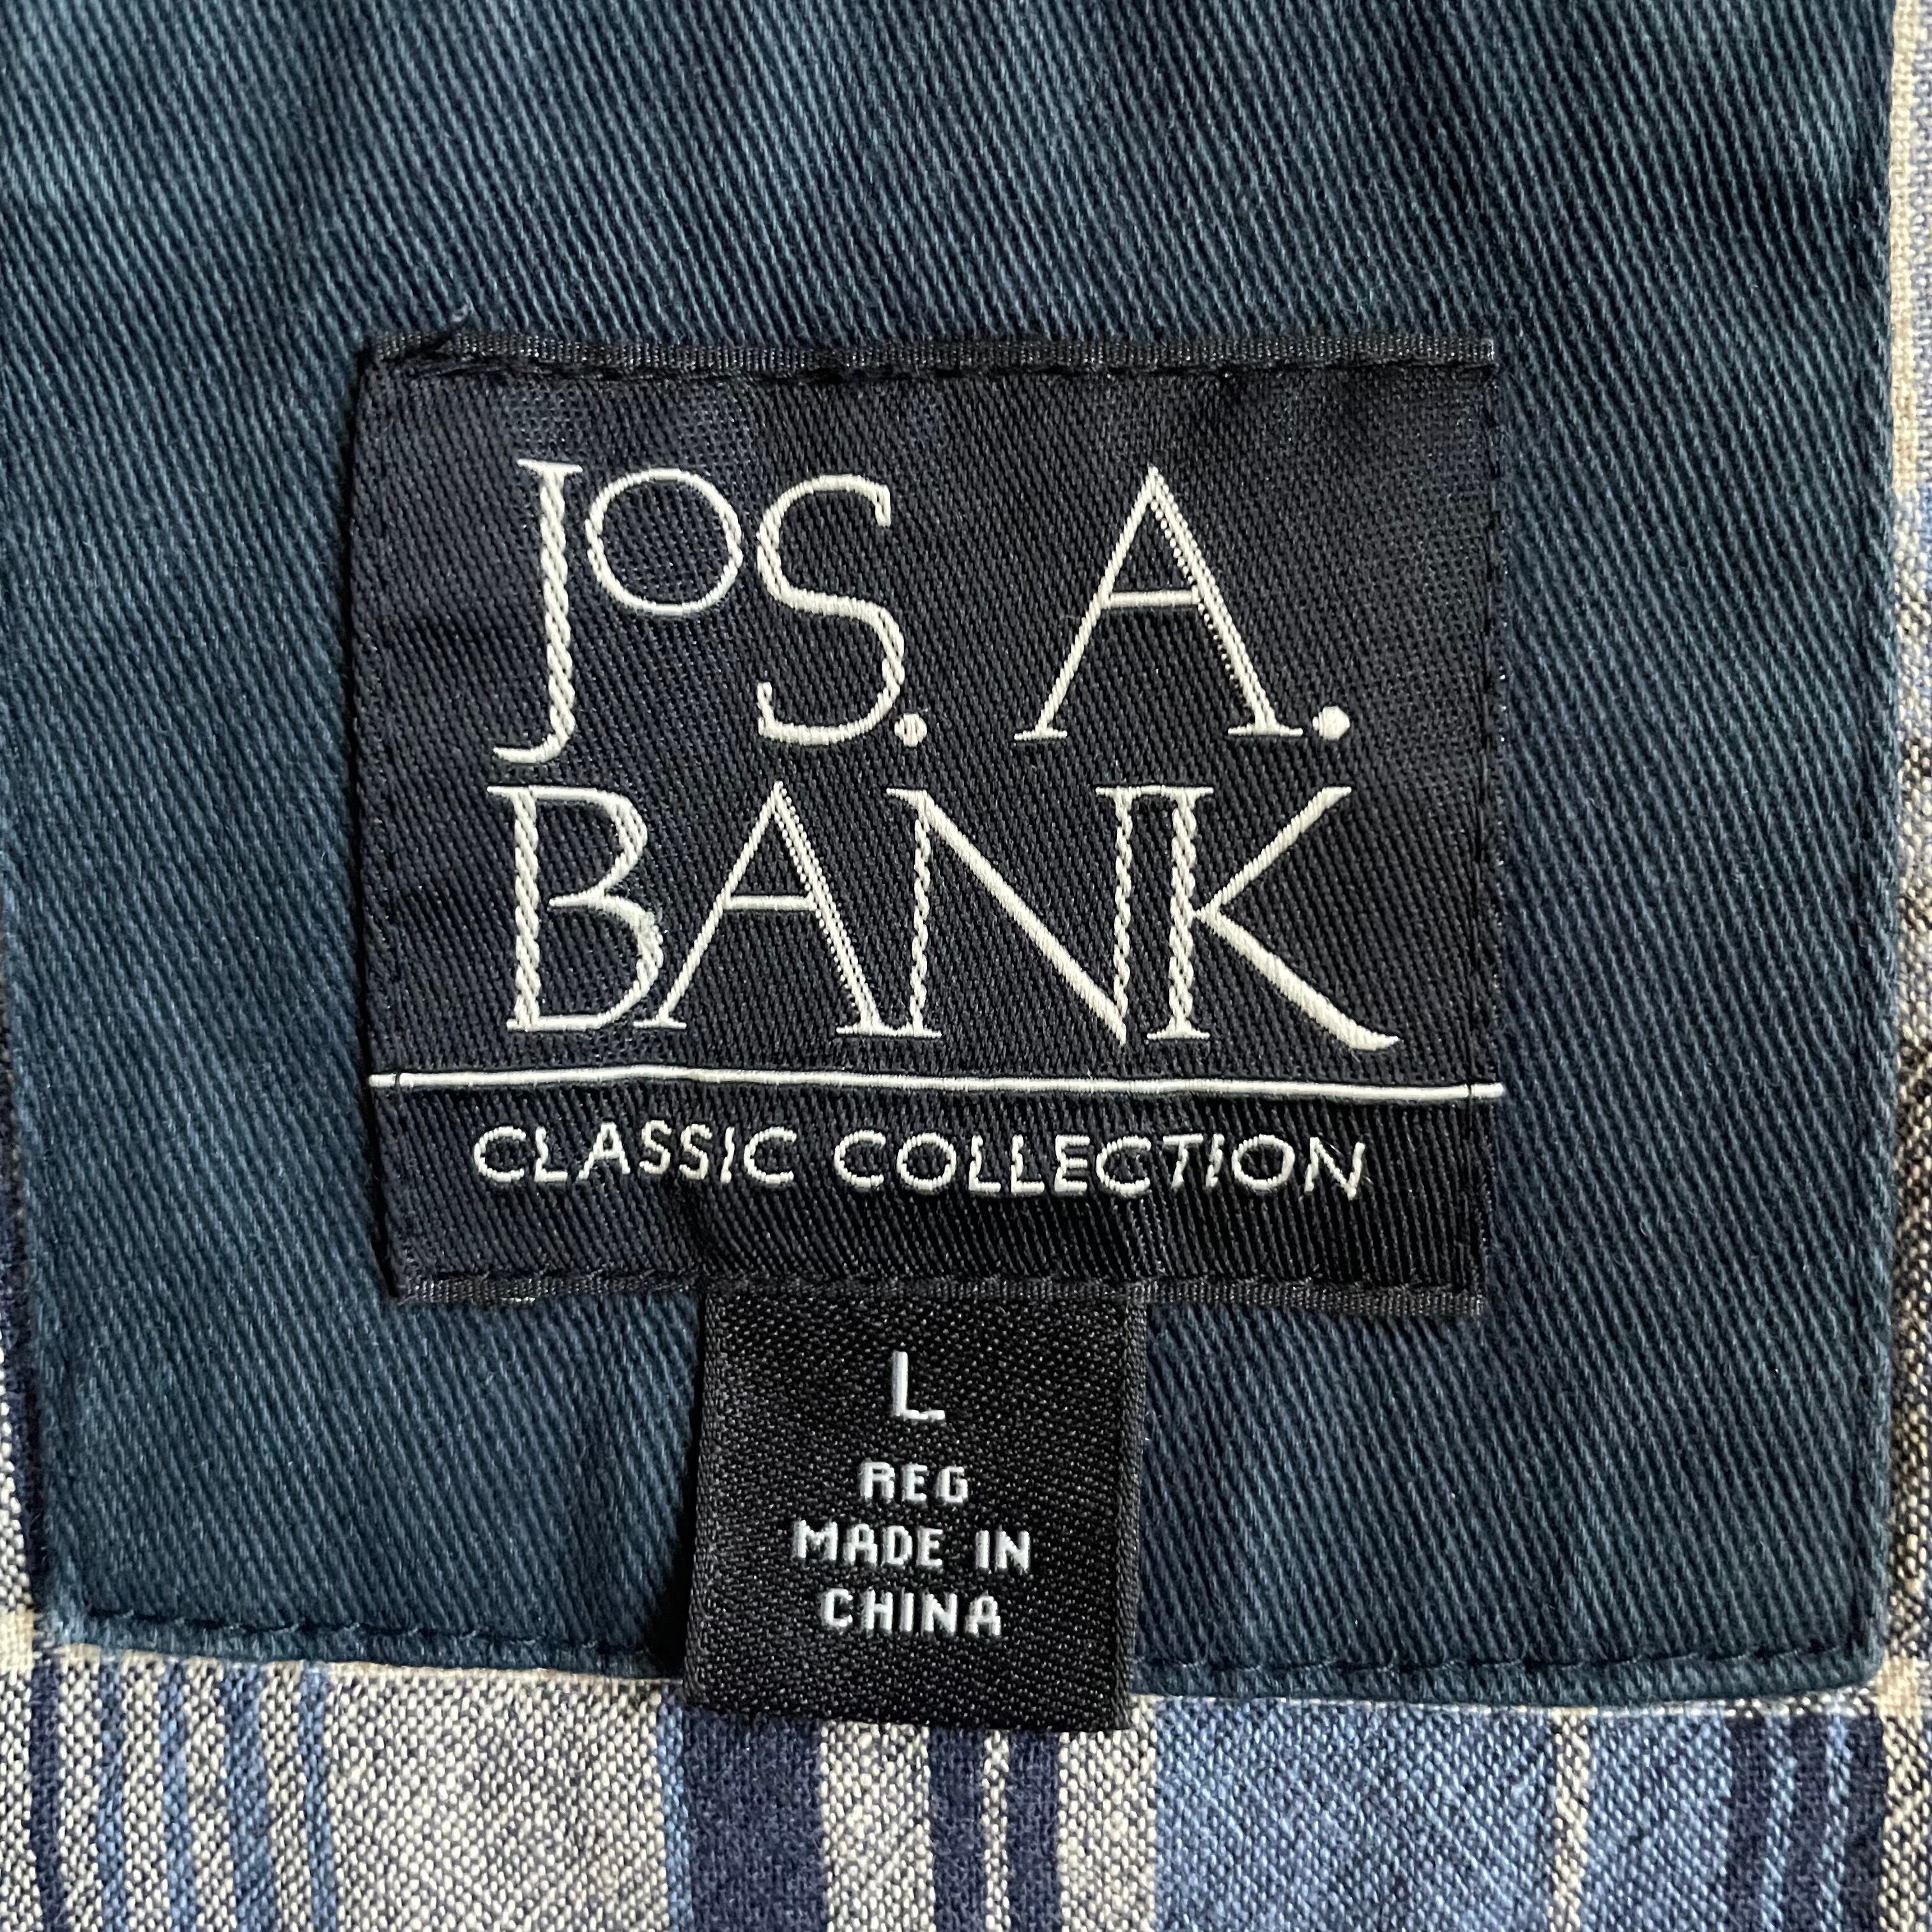 JOS. A.
BANK
CLASSIC COLLECTION
L
REG
MADE IN
CHINA